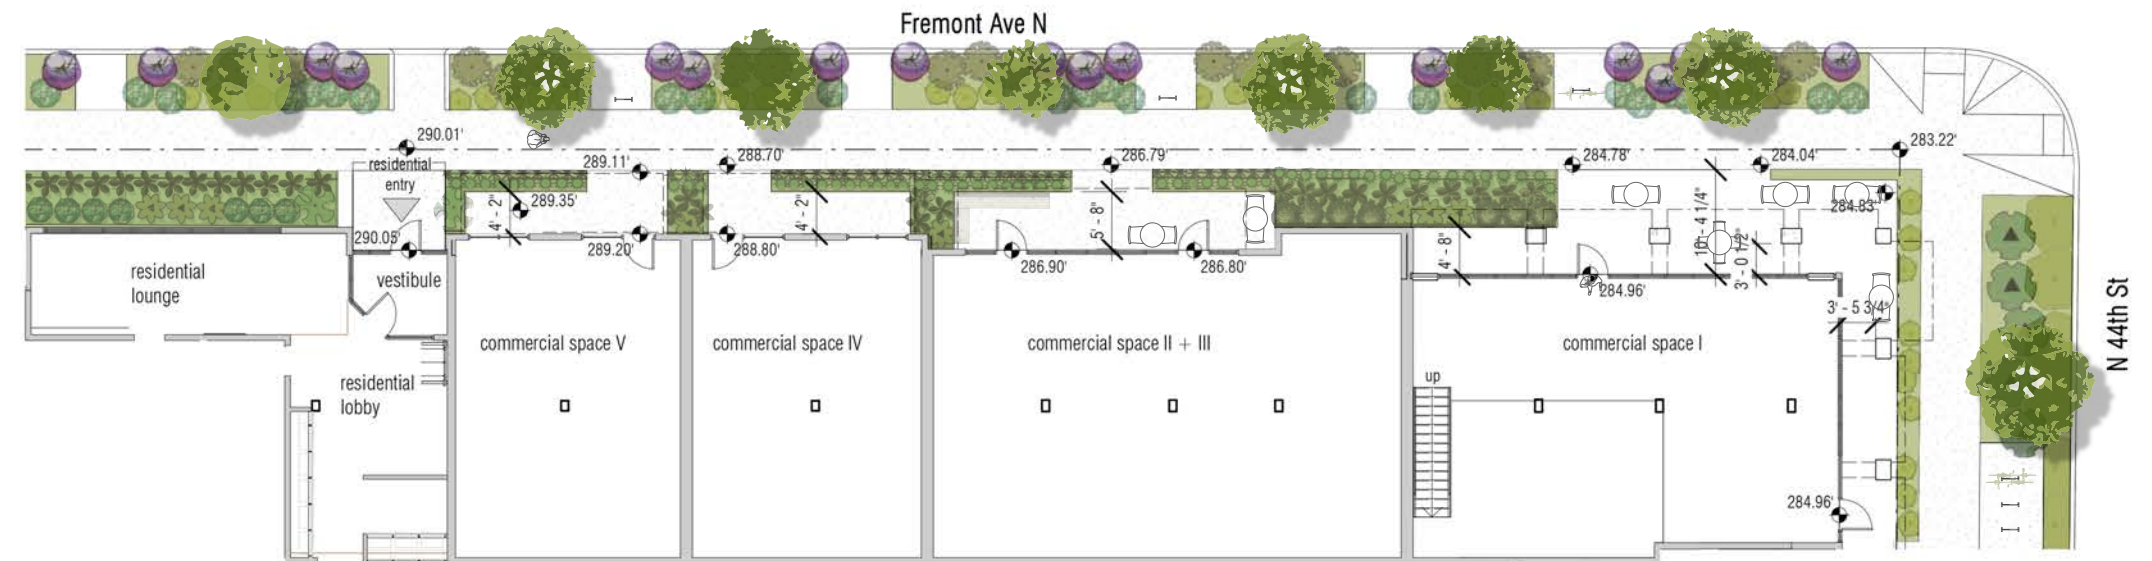 Fremont Ave N
290.01'
residential
entry
289.11'
288.70'
286.79'
284.78'
284.04'
283.22'
4' - 2"
289.35'
4' - 2"
5' - 8"
10' - 4 1/4"
284.83'
290.05'
289.20'
288.80'
286.90'
286.80'
4' - 8"
3' - 0 1/2"
284.96'
residential
lounge
vestibule
3' - 5 3/4"
N 44th St
commercial space V
commercial space IV
commercial space II + III
commercial space I
residential
lobby
up
284.96'